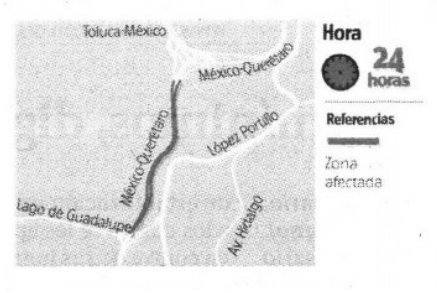 Toluca-México
México-Querétaro
México-Querétaro
López Portillo
Lago de Guadalupe
Av. Hidalgo
Hora
24
horas
Referencias
Zona
afectada